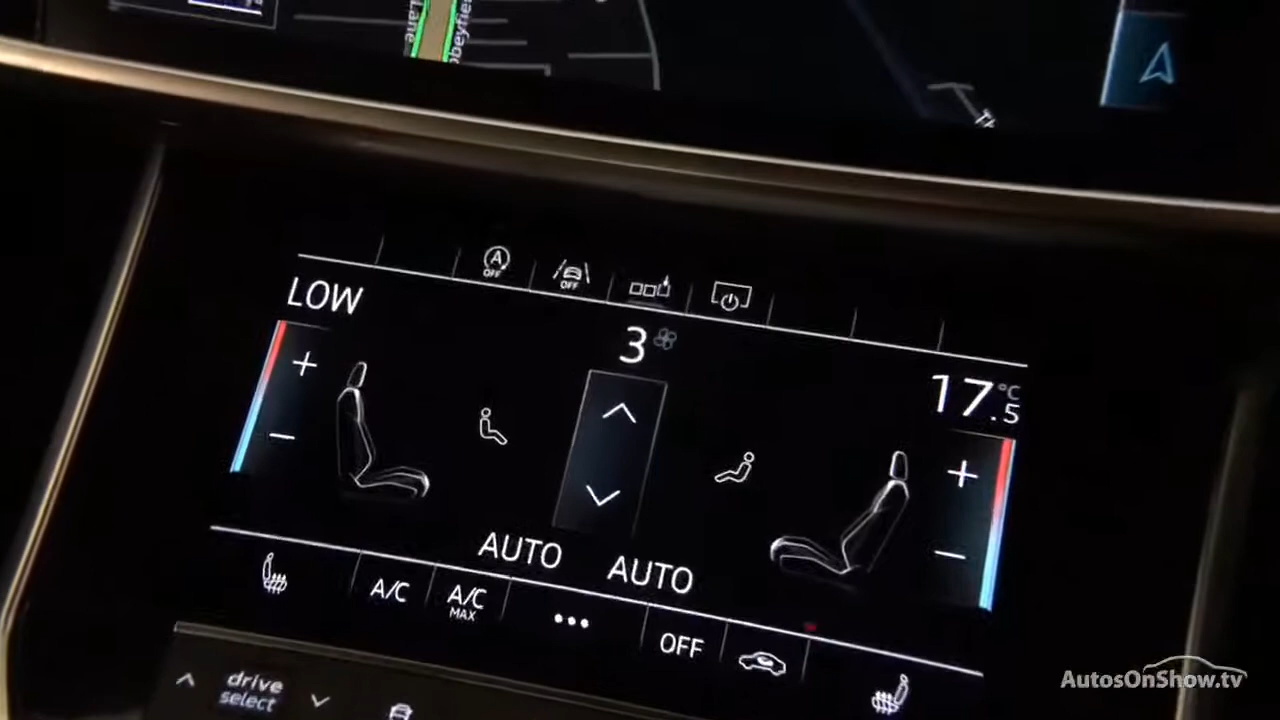 Lane
A
OFF
OFF
LOW
3
17.5 °C
+
−
+
−
AUTO
AUTO
A/C
A/C
MAX
OFF
drive
select
AutosOnShow.tv